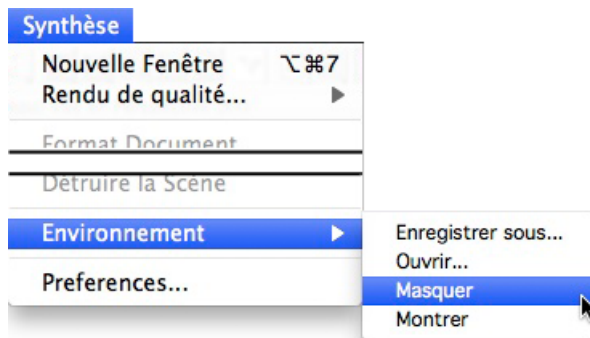 Synthèse
Nouvelle Fenêtre ⌥⌘7
Rendu de qualité...
Format Document
Détruire la Scène
Environnement
Preferences...
Enregistrer sous...
Ouvrir...
Masquer
Montrer